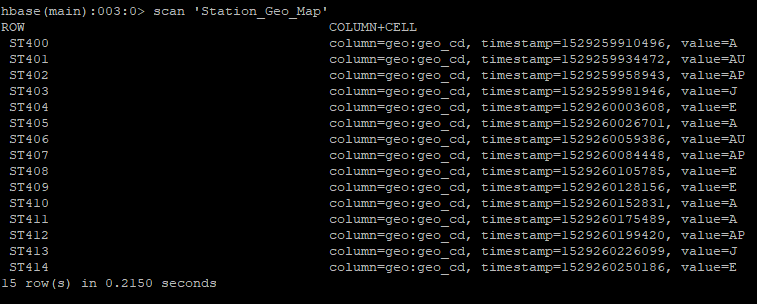 hbase(main):003:0> scan 'Station_Geo_Map'
ROW COLUMN+CELL
ST400 column=geo:geo_cd, timestamp=1529259910496, value=A
ST401 column=geo:geo_cd, timestamp=1529259934472, value=AU
ST402 column=geo:geo_cd, timestamp=1529259958943, value=AP
ST403 column=geo:geo_cd, timestamp=1529259981946, value=J
ST404 column=geo:geo_cd, timestamp=1529260003608, value=E
ST405 column=geo:geo_cd, timestamp=1529260026701, value=A
ST406 column=geo:geo_cd, timestamp=1529260059386, value=AU
ST407 column=geo:geo_cd, timestamp=1529260084448, value=AP
ST408 column=geo:geo_cd, timestamp=1529260105785, value=E
ST409 column=geo:geo_cd, timestamp=1529260128156, value=E
ST410 column=geo:geo_cd, timestamp=1529260152831, value=A
ST411 column=geo:geo_cd, timestamp=1529260175489, value=A
ST412 column=geo:geo_cd, timestamp=1529260199420, value=AP
ST413 column=geo:geo_cd, timestamp=1529260226099, value=J
ST414 column=geo:geo_cd, timestamp=1529260250186, value=E
15 row(s) in 0.2150 seconds